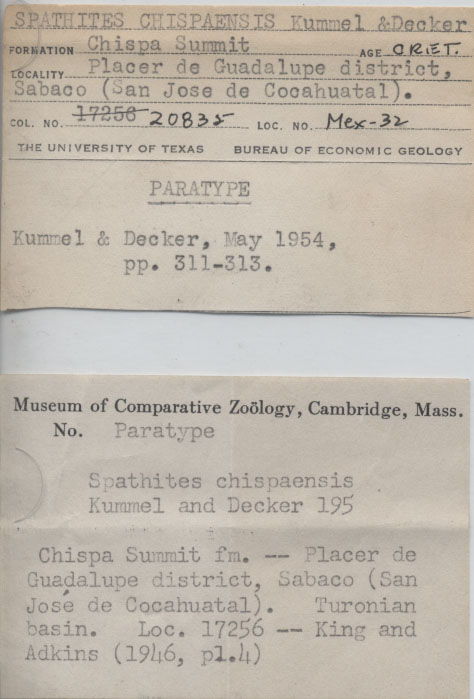 SPATHITES CHISPAENSIS Kummel &Decker
FORMATION Chispa Summit AGE CRET.
LOCALITY Placer de Guadalupe district,
Sabaco (San Jose de Cocahuatal).
COL. NO. 17256 20835 LOC. NO. Mex-32
THE UNIVERSITY OF TEXAS BUREAU OF ECONOMIC GEOLOGY
PARATYPE
Kummel & Decker, May 1954,
pp. 311-313.
Museum of Comparative Zoölogy, Cambridge, Mass.
No. Paratype
Spathites chispaensis
Kummel and Decker 195
Chispa Summit fm. -- Placer de
Guadalupe district, Sabaco (San
José de Cocahuatal). Turonian
basin. Loc. 17256 -- King and
Adkins (1946, pl.4)